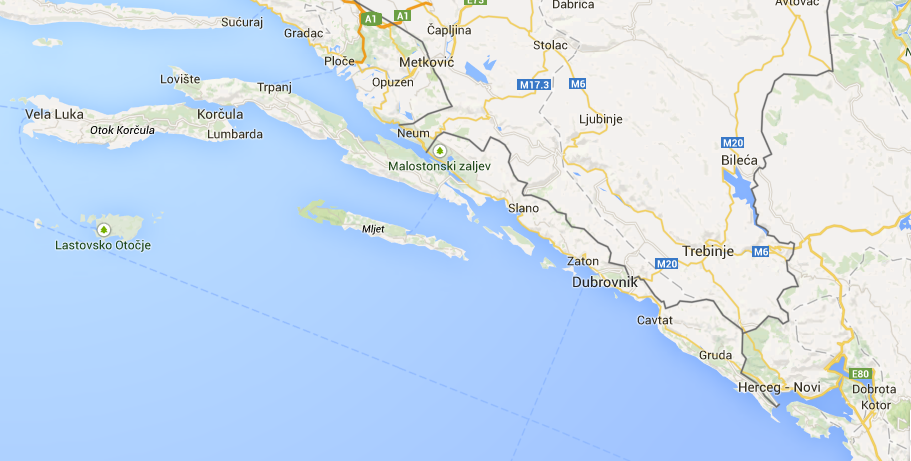 E73
Dabrica
Avtovac
A1
A1
Sućuraj
Gradac
Čapljina
Stolac
Ploče
Metković
Lovište
Trpanj
Opuzen
M17.3
M6
Vela Luka
Korčula
Otok Korčula
Lumbarda
Neum
Ljubinje
M20
Bileća
Malostonski zaljev
Slano
Mljet
Lastovsko Otočje
Trebinje
M6
Zaton
M20
Dubrovnik
Cavtat
Gruda
E80
Herceg - Novi
Dobrota
Kotor